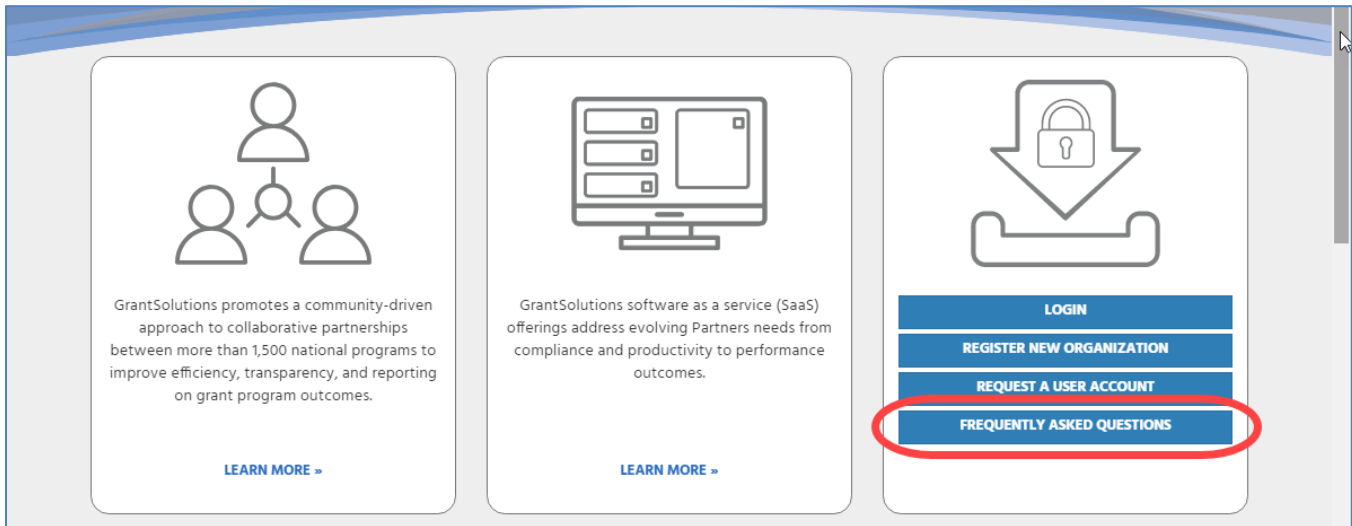 GrantSolutions promotes a community-driven
approach to collaborative partnerships
between more than 1,500 national programs to
improve efficiency, transparency, and reporting
on grant program outcomes.
LEARN MORE »
GrantSolutions software as a service (SaaS)
offerings address evolving Partners needs from
compliance and productivity to performance
outcomes.
LEARN MORE »
LOGIN
REGISTER NEW ORGANIZATION
REQUEST A USER ACCOUNT
FREQUENTLY ASKED QUESTIONS